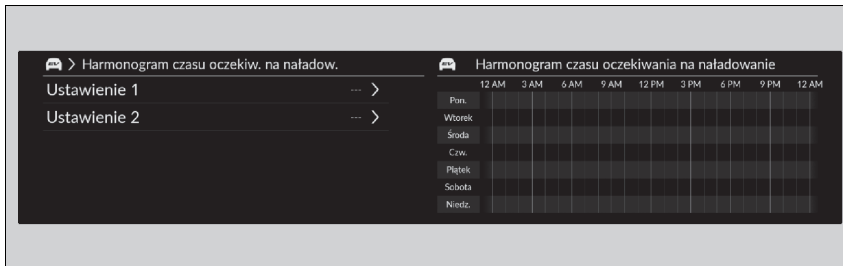 Harmonogram czasu oczekiw. na naładow.
Ustawienie 1 ---
Ustawienie 2 ---
Harmonogram czasu oczekiwania na naładowanie
12 AM 3 AM 6 AM 9 AM 12 PM 3 PM 6 PM 9 PM 12 AM
Pon.
Wtorek
Środa
Czw.
Piątek
Sobota
Niedz.